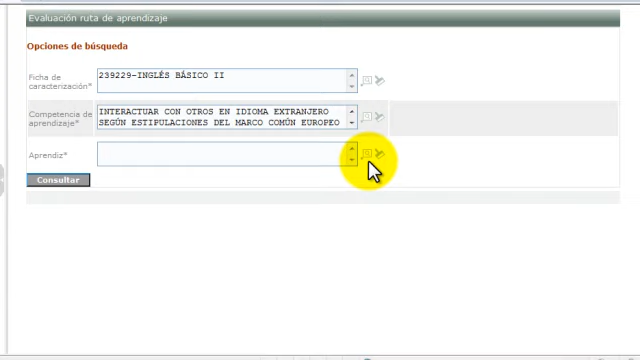 Evaluación ruta de aprendizaje
Opciones de búsqueda
Ficha de
caracterización*
239229-INGLÉS BÁSICO II
Competencia de
aprendizaje*
INTERACTUAR CON OTROS EN IDIOMA EXTRANJERO
SEGÚN ESTIPULACIONES DEL MARCO COMÚN EUROPEO
Aprendiz*
Consultar